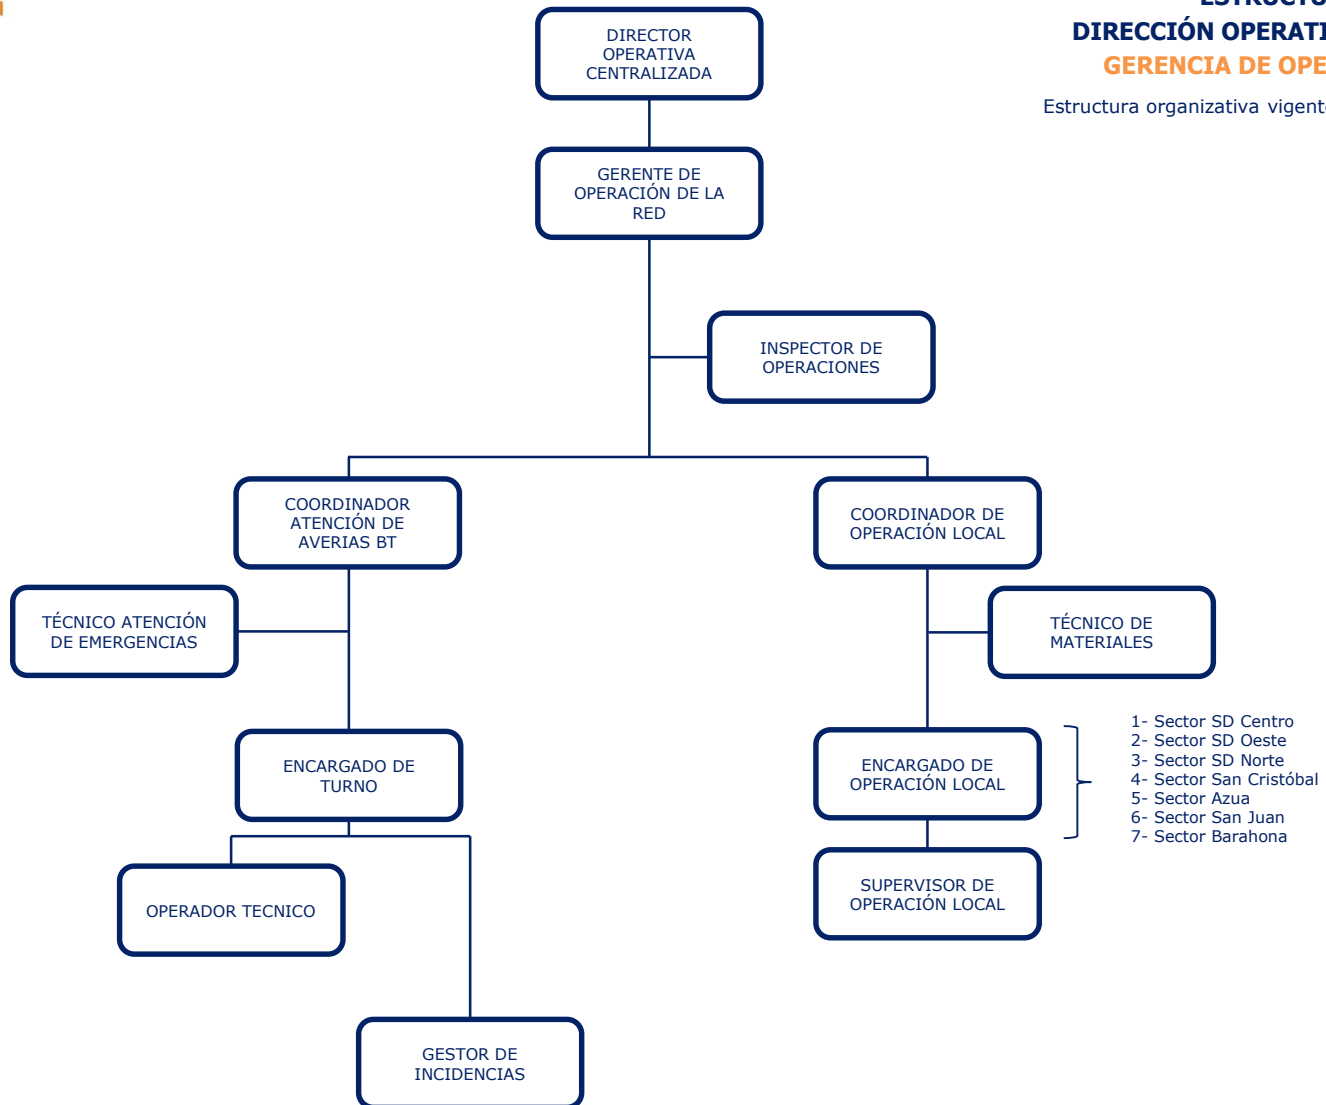 ESTRUCTU
DIRECCIÓN OPERATI
GERENCIA DE OPE
Estructura organizativa vigent
DIRECTOR
OPERATIVA
CENTRALIZADA
GERENTE DE
OPERACIÓN DE LA
RED
INSPECTOR DE
OPERACIONES
COORDINADOR
ATENCIÓN DE
AVERIAS BT
COORDINADOR DE
OPERACIÓN LOCAL
TÉCNICO ATENCIÓN
DE EMERGENCIAS
TÉCNICO DE
MATERIALES
ENCARGADO DE
TURNO
ENCARGADO DE
OPERACIÓN LOCAL
1- Sector SD Centro
2- Sector SD Oeste
3- Sector SD Norte
4- Sector San Cristóbal
5- Sector Azua
6- Sector San Juan
7- Sector Barahona
OPERADOR TECNICO
SUPERVISOR DE
OPERACIÓN LOCAL
GESTOR DE
INCIDENCIAS